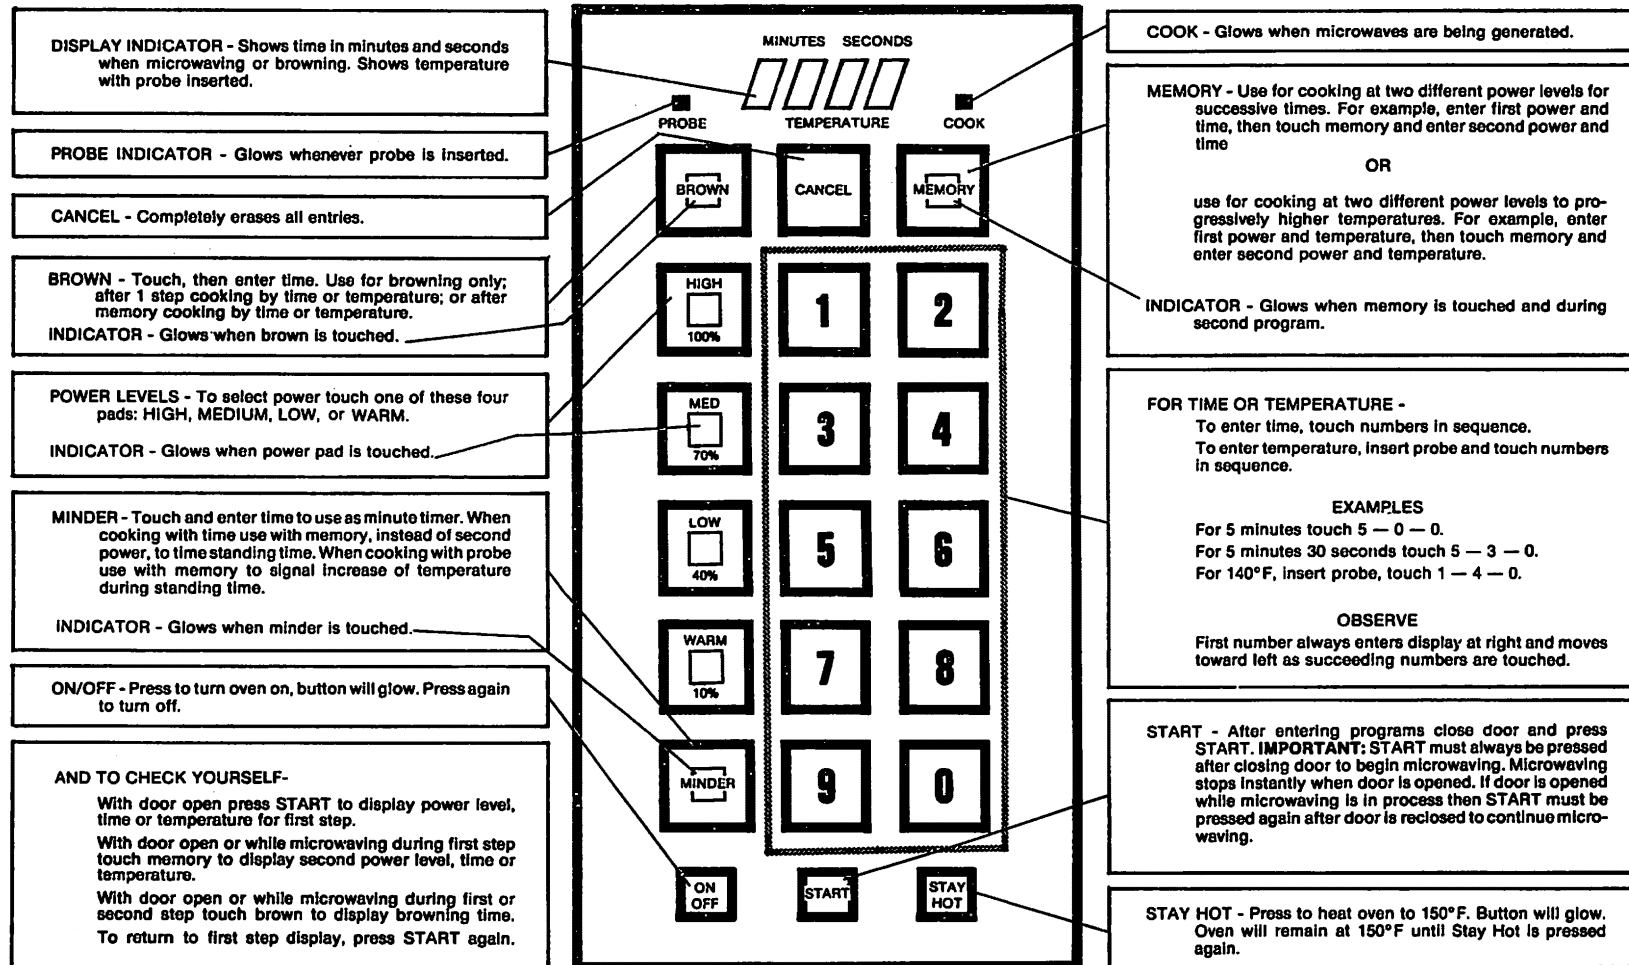 DISPLAY INDICATOR - Shows time in minutes and seconds
when microwaving or browning. Shows temperature
with probe inserted.
PROBE INDICATOR - Glows whenever probe is inserted.
CANCEL - Completely erases all entries.
BROWN - Touch, then enter time. Use for browning only;
after 1 step cooking by time or temperature; or after
memory cooking by time or temperature.
INDICATOR - Glows when brown is touched.
POWER LEVELS - To select power touch one of these four
pads: HIGH, MEDIUM, LOW, or WARM.
INDICATOR - Glows when power pad is touched.
MINDER - Touch and enter time to use as minute timer. When
cooking with time use with memory, instead of second
power, to time standing time. When cooking with probe
use with memory to signal increase of temperature
during standing time.
INDICATOR - Glows when minder is touched.
ON/OFF - Press to turn oven on, button will glow. Press again
to turn off.
AND TO CHECK YOURSELF-
With door open press START to display power level,
time or temperature for first step.
With door open or while microwaving during first step
touch memory to display second power level, time or
temperature.
With door open or while microwaving during first or
second step touch brown to display browning time.
To return to first step display, press START again.
MINUTES SECONDS
PROBE TEMPERATURE COOK
BROWN CANCEL MEMORY
HIGH
100%
1 2
MED
70%
3 4
LOW
40%
5 6
WARM
10%
7 8
MINDER 9 0
ON
OFF
START
STAY
HOT
COOK - Glows when microwaves are being generated.
MEMORY - Use for cooking at two different power levels for
successive times. For example, enter first power and
time, then touch memory and enter second power and
time
OR
use for cooking at two different power levels to pro-
gressively higher temperatures. For example, enter
first power and temperature, then touch memory and
enter second power and temperature.
INDICATOR - Glows when memory is touched and during
second program.
FOR TIME OR TEMPERATURE -
To enter time, touch numbers in sequence.
To enter temperature, insert probe and touch numbers
in sequence.
EXAMPLES
For 5 minutes touch 5 — 0 — 0.
For 5 minutes 30 seconds touch 5 — 3 — 0.
For 140°F, insert probe, touch 1 — 4 — 0.
OBSERVE
First number always enters display at right and moves
toward left as succeeding numbers are touched.
START - After entering programs close door and press
START. IMPORTANT: START must always be pressed
after closing door to begin microwaving. Microwaving
stops instantly when door is opened. If door is opened
while microwaving is in process then START must be
pressed again after door is reclosed to continue micro-
waving.
STAY HOT - Press to heat oven to 150°F. Button will glow.
Oven will remain at 150°F until Stay Hot is pressed
again.